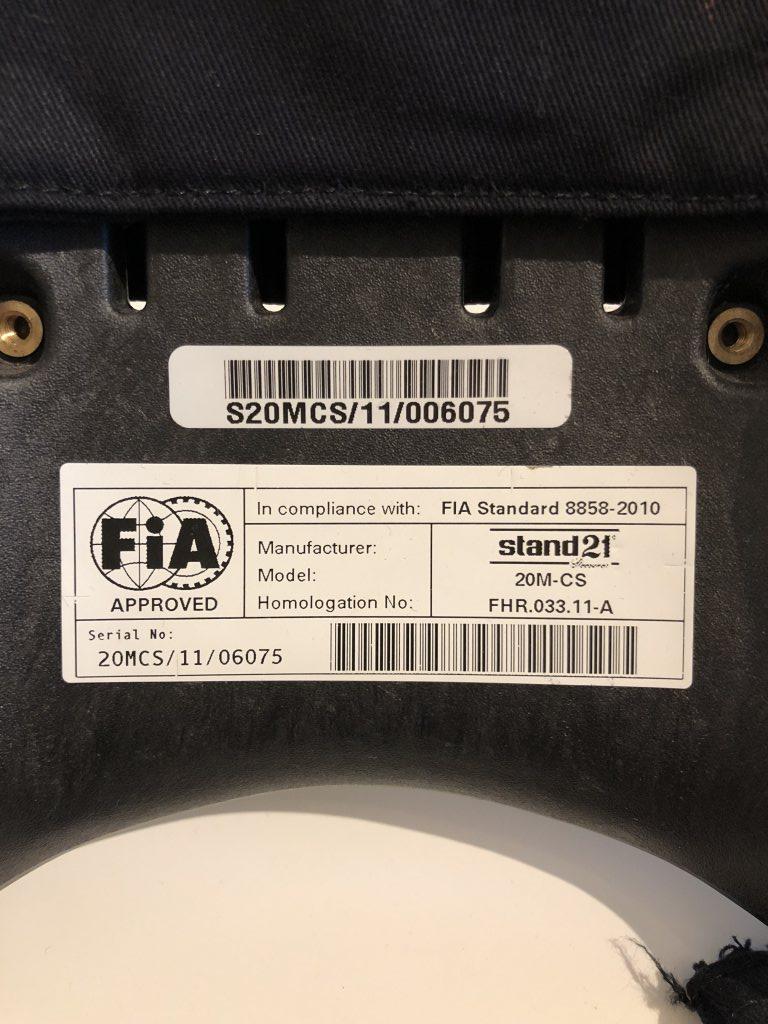 S20MCS/11/006075
FiA
APPROVED
In compliance with: FIA Standard 8858-2010
Manufacturer: stand21
Model: 20M-CS
Homologation No: FHR.033.11-A
Serial No:
20MCS/11/06075